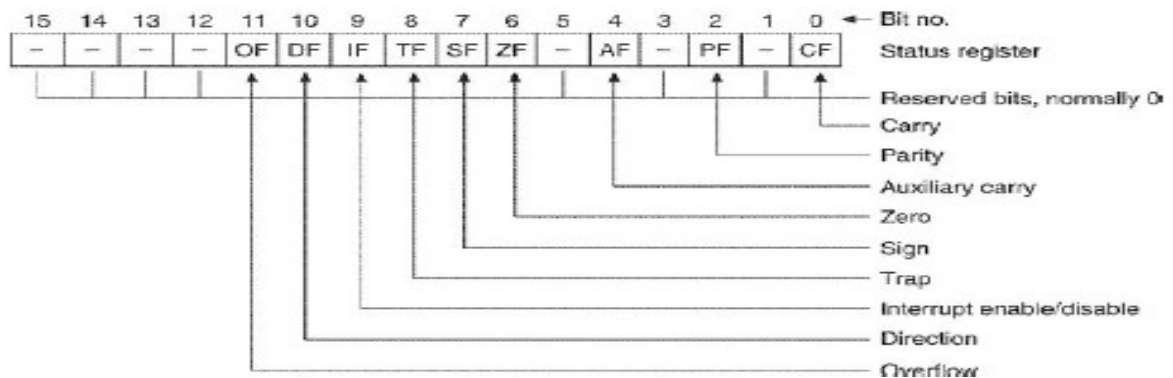 15 14 13 12 11 10 9 8 7 6 5 4 3 2 1 0 Bit no.
– – – – OF DF IF TF SF ZF – AF – PF – CF Status register
Reserved bits, normally 0
Carry
Parity
Auxiliary carry
Zero
Sign
Trap
Interrupt enable/disable
Direction
Overflow